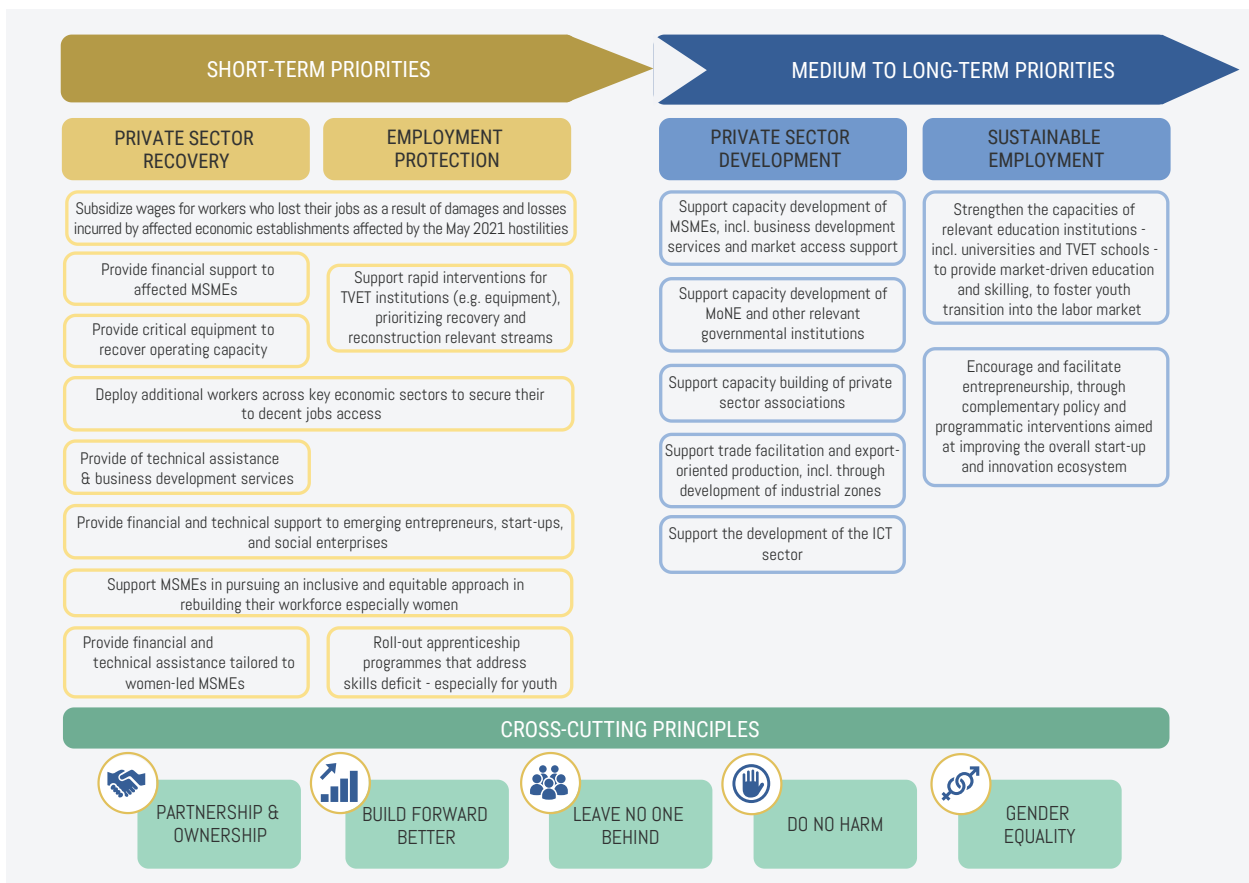 SHORT-TERM PRIORITIES
MEDIUM TO LONG-TERM PRIORITIES
PRIVATE SECTOR
RECOVERY
EMPLOYMENT
PROTECTION
PRIVATE SECTOR
DEVELOPMENT
SUSTAINABLE
EMPLOYMENT
Subsidize wages for workers who lost their jobs as a result of damages and losses
incurred by affected economic establishments affected by the May 2021 hostilities
Provide financial support to
affected MSMEs
Provide critical equipment to
recover operating capacity
Support rapid interventions for
TVET institutions (e.g. equipment),
prioritizing recovery and
reconstruction relevant streams
Deploy additional workers across key economic sectors to secure their
to decent jobs access
Provide of technical assistance
& business development services
Provide financial and technical support to emerging entrepreneurs, start-ups,
and social enterprises
Support MSMEs in pursuing an inclusive and equitable approach in
rebuilding their workforce especially women
Provide financial and
technical assistance tailored to
women-led MSMEs
Roll-out apprenticeship
programmes that address
skills deficit - especially for youth
Support capacity development of
MSMEs, incl. business development
services and market access support
Support capacity development of
MoNE and other relevant
governmental institutions
Support capacity building of private
sector associations
Support trade facilitation and export-
oriented production, incl. through
development of industrial zones
Support the development of the ICT
sector
Strengthen the capacities of
relevant education institutions -
incl. universities and TVET schools -
to provide market-driven education
and skilling, to foster youth
transition into the labor market
Encourage and facilitate
entrepreneurship, through
complementary policy and
programmatic interventions aimed
at improving the overall start-up
and innovation ecosystem
CROSS-CUTTING PRINCIPLES
PARTNERSHIP &
OWNERSHIP
BUILD FORWARD
BETTER
LEAVE NO ONE
BEHIND
DO NO HARM
GENDER
EQUALITY